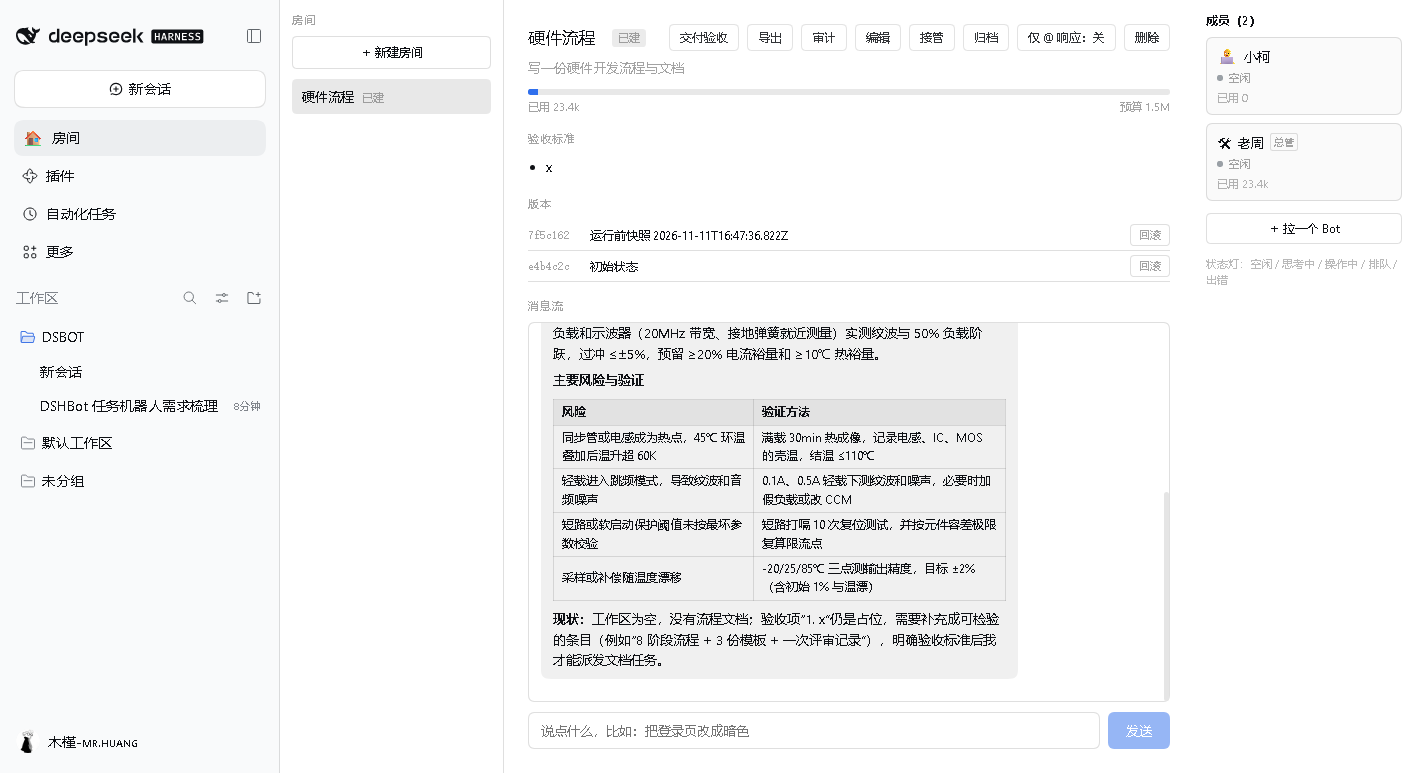 deepseek HARNESS
新会话
房间
插件
自动化任务
更多
工作区
DSBOT
新会话
DSHBot 任务机器人需求梳理 8分钟
默认工作区
未分组
木槿-MR.HUANG
房间
+ 新建房间
硬件流程 已建
硬件流程 已建 交付验收 导出 审计 编辑 接管 归档 仅 @ 响应：关 删除
写一份硬件开发流程与文档
已用 23.4k 预算 1.5M
验收标准
• x
版本
7f5c162 运行前快照 2026-11-11T16:47:36.822Z 回滚
e4b4c2c 初始状态 回滚
消息流
负载和示波器（20MHz 带宽、接地弹簧就近测量）实测纹波与 50% 负载阶
跃，过冲 ≤±5%，预留 ≥20% 电流裕量和 ≥10℃ 热裕量。
主要风险与验证
风险 验证方法
同步管或电感成为热点，45℃ 环温 满载 30min 热成像，记录电感、IC、MOS
叠加后温升超 60K 的壳温，结温 ≤110℃
轻载进入跳频模式，导致纹波和音 0.1A、0.5A 轻载下测纹波和噪声，必要时加
频噪声 假负载或改 CCM
短路或软启动保护阈值未按最坏参 短路打嗝 10 次复位测试，并按元件容差极限
数校验 复算限流点
采样或补偿随温度漂移 -20/25/85℃ 三点测输出精度，目标 ±2%
（含初始 1% 与温漂）
现状：工作区为空，没有流程文档；验收项"1. x"仍是占位，需要补充成可检验
的条目（例如"8 阶段流程 + 3 份模板 + 一次评审记录"），明确验收标准后我
才能派发文档任务。
说点什么，比如：把登录页改成暗色 发送
成员（2）
小柯
空闲
已用 0
老周 总管
空闲
已用 23.4k
+ 拉一个 Bot
状态灯：空闲 / 思考中 / 操作中 / 排队 /
出错